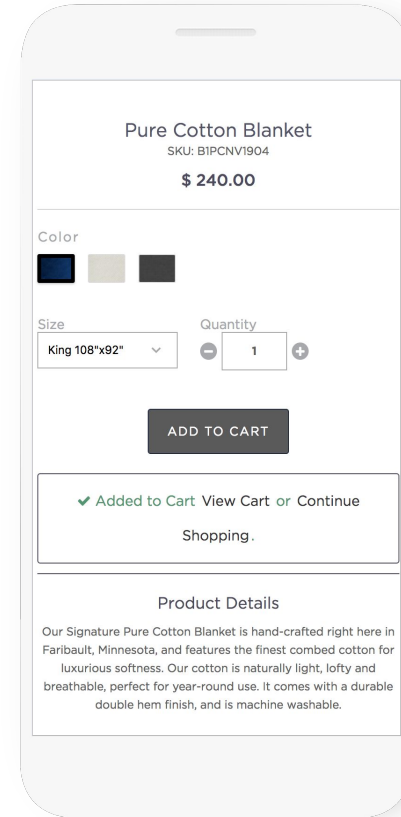 Pure Cotton Blanket
SKU: B1PCNV1904
$ 240.00
Color
Size
Quantity
King 108"x92"
1
ADD TO CART
Added to Cart View Cart or Continue
Shopping.
Product Details
Our Signature Pure Cotton Blanket is hand-crafted right here in
Faribault, Minnesota, and features the finest combed cotton for
luxurious softness. Our cotton is naturally light, lofty and
breathable, perfect for year-round use. It comes with a durable
double hem finish, and is machine washable.